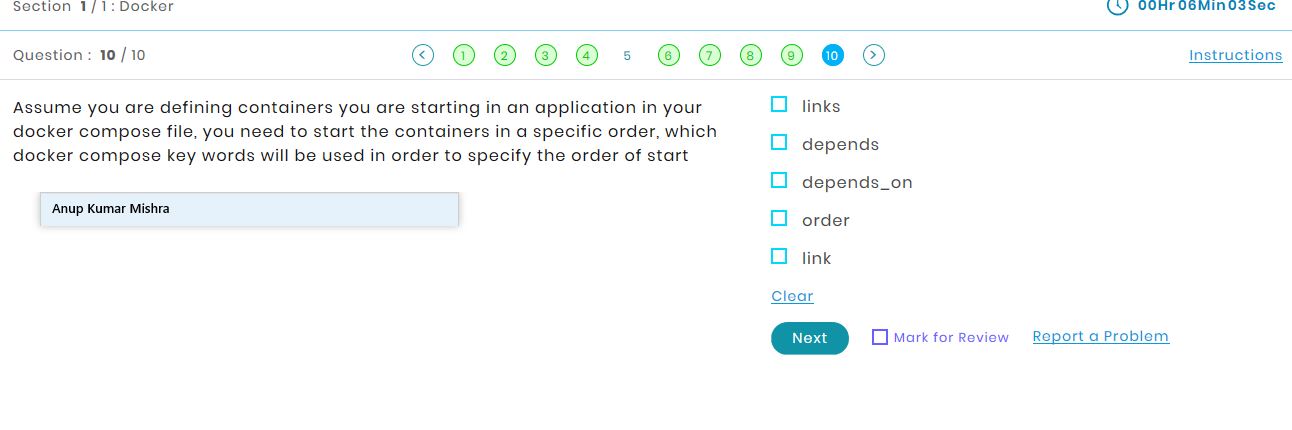 Section 1 / 1 : Docker
00Hr 06Min 03Sec
Question : 10 / 10
< 1 2 3 4 5 6 7 8 9 10 >
Instructions
Assume you are defining containers you are starting in an application in your
docker compose file, you need to start the containers in a specific order, which
docker compose key words will be used in order to specify the order of start
Anup Kumar Mishra
links
depends
depends_on
order
link
Clear
Next
Mark for Review
Report a Problem